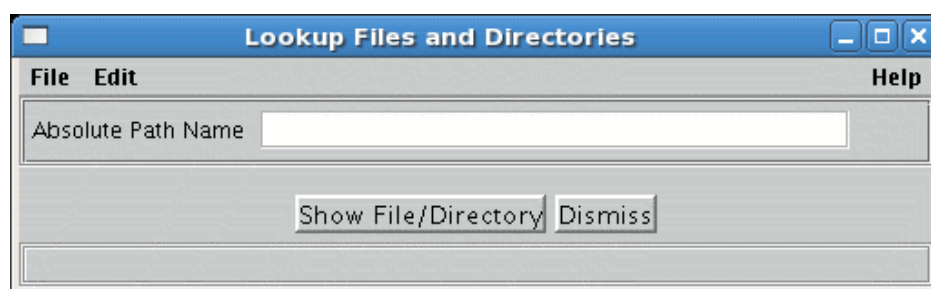 Lookup Files and Directories
File Edit Help
Absolute Path Name
Show File/Directory Dismiss